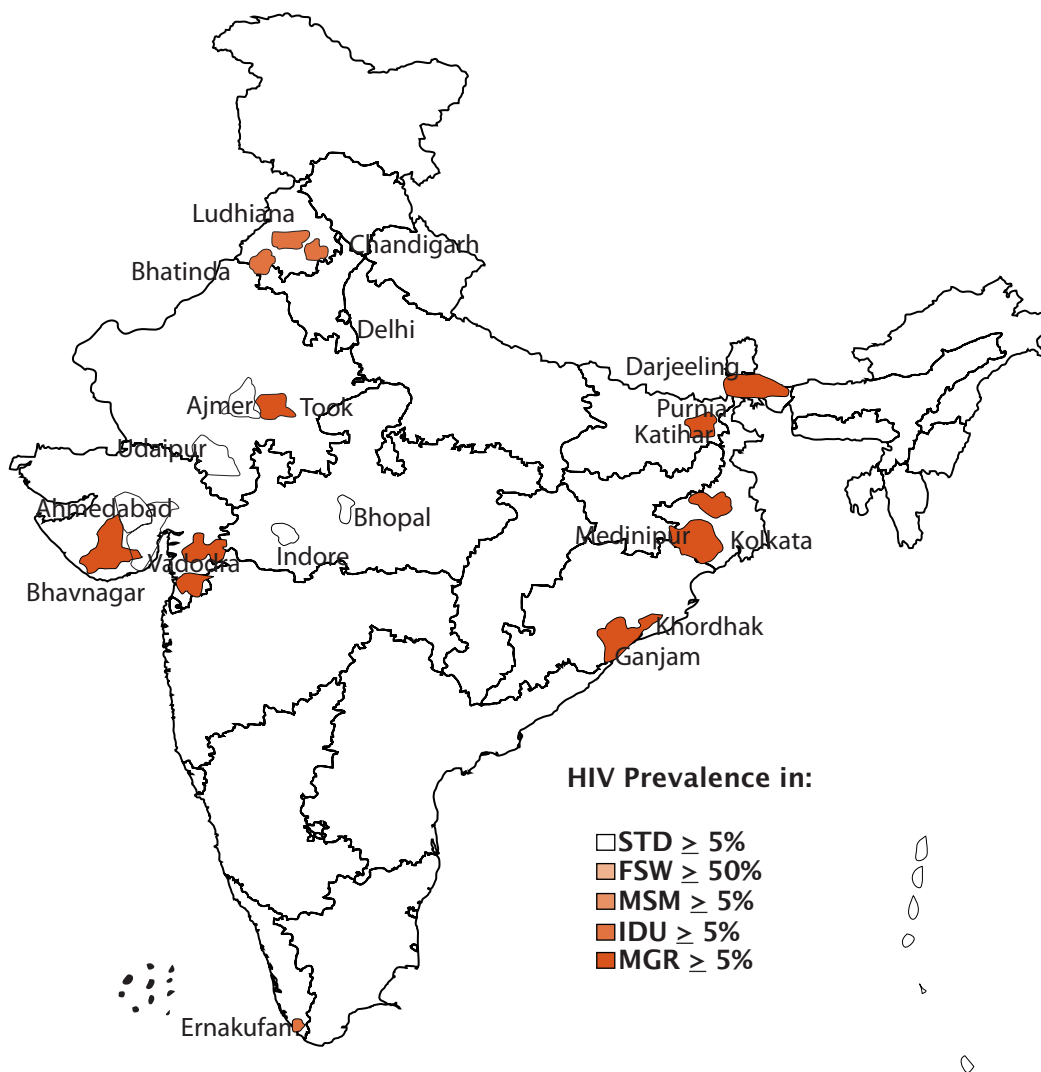 Ludhiana
Chandigarh
Bhatinda
Delhi
Darjeeling
Ajmer
Took
Purnia
Katihar
Udaipur
Ahmedabad
Bhopal
Medinipur
Kolkata
Indore
Vadodra
Bhavnagar
Khordhak
Ganjam
HIV Prevalence in:
STD ≥ 5%
FSW ≥ 50%
MSM ≥ 5%
IDU ≥ 5%
MGR ≥ 5%
Ernakufam